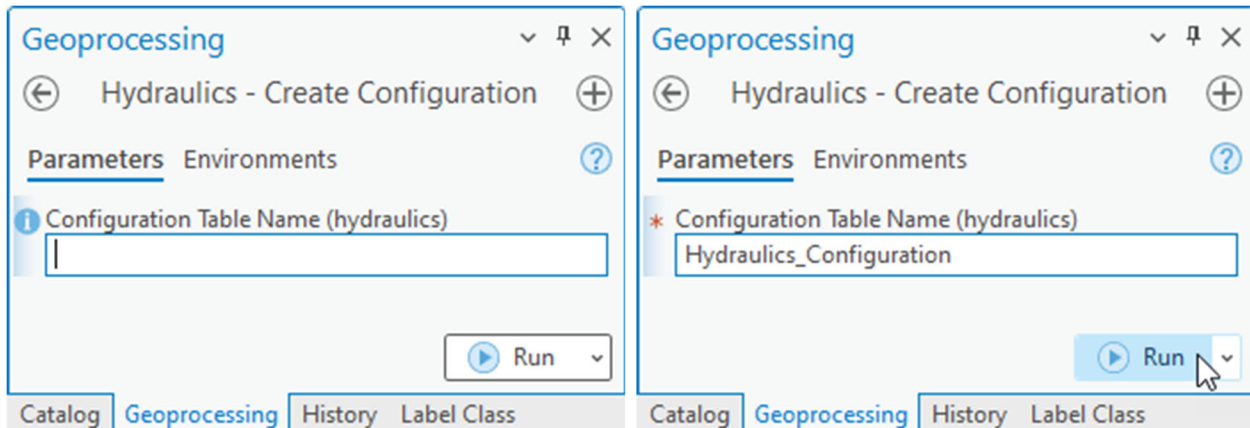 Geoprocessing
Hydraulics - Create Configuration
Parameters Environments
Configuration Table Name (hydraulics)
Run
Catalog Geoprocessing History Label Class
Geoprocessing
Hydraulics - Create Configuration
Parameters Environments
* Configuration Table Name (hydraulics)
Hydraulics_Configuration
Run
Catalog Geoprocessing History Label Class